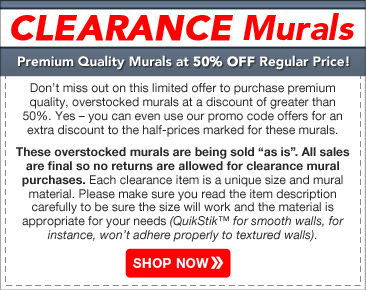 CLEARANCE Murals
Premium Quality Murals at 50% OFF Regular Price!
Don't miss out on this limited offer to purchase premium
quality, overstocked murals at a discount of greater than
50%. Yes – you can even use our promo code offers for an
extra discount to the half-prices marked for these murals.
These overstocked murals are being sold “as is”. All sales
are final so no returns are allowed for clearance mural
purchases. Each clearance item is a unique size and mural
material. Please make sure you read the item description
carefully to be sure the size will work and the material is
appropriate for your needs (QuikStik™ for smooth walls, for
instance, won't adhere properly to textured walls).
SHOP NOW »